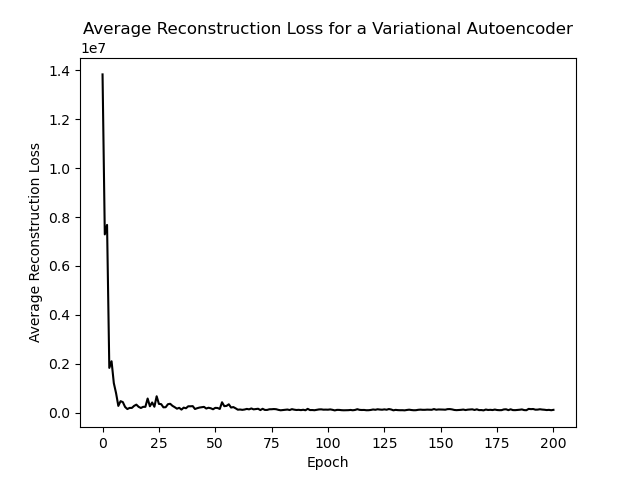 Average Reconstruction Loss for a Variational Autoencoder
1e7
1.4
1.2
1.0
0.8
0.6
0.4
0.2
0.0
Average Reconstruction Loss
0 25 50 75 100 125 150 175 200
Epoch